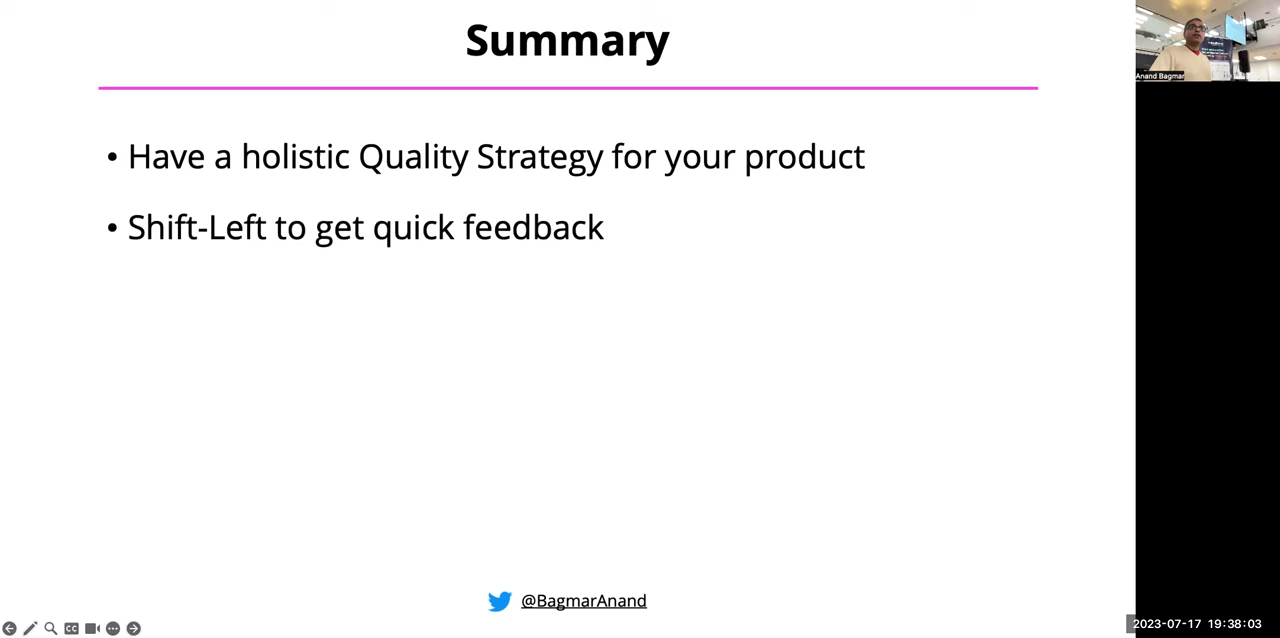 Summary
• Have a holistic Quality Strategy for your product
• Shift-Left to get quick feedback
@BagmarAnand
Anand Bagmar
CC
2023-07-17 19:38:03